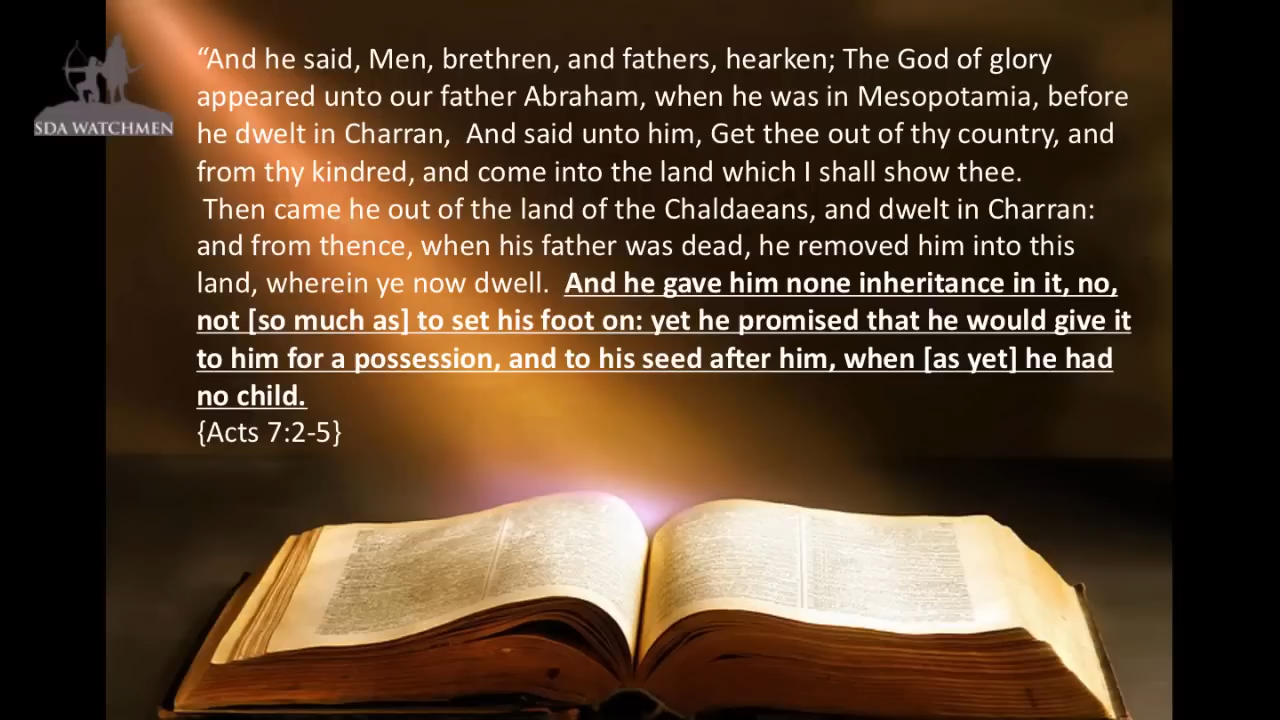 SDA WATCHMEN
“And he said, Men, brethren, and fathers, hearken; The God of glory
appeared unto our father Abraham, when he was in Mesopotamia, before
he dwelt in Charran,  And said unto him, Get thee out of thy country, and
from thy kindred, and come into the land which I shall show thee.
Then came he out of the land of the Chaldaeans, and dwelt in Charran:
and from thence, when his father was dead, he removed him into this
land, wherein ye now dwell.  And he gave him none inheritance in it, no,
not [so much as] to set his foot on: yet he promised that he would give it
to him for a possession, and to his seed after him, when [as yet] he had
no child.
{Acts 7:2-5}